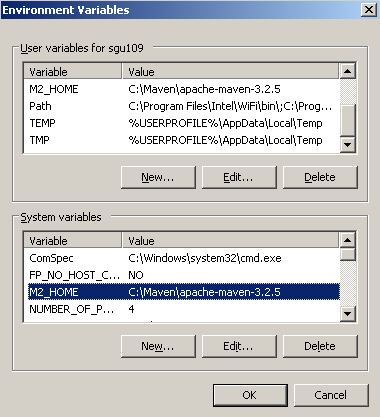 Environment Variables
User variables for sgu109
Variable Value
M2_HOME C:\Maven\apache-maven-3.2.5
Path C:\Program Files\Intel\WiFi\bin\;C:\Prog...
TEMP %USERPROFILE%\AppData\Local\Temp
TMP %USERPROFILE%\AppData\Local\Temp
New... Edit... Delete
System variables
Variable Value
ComSpec C:\Windows\system32\cmd.exe
FP_NO_HOST_C... NO
M2_HOME C:\Maven\apache-maven-3.2.5
NUMBER_OF_P... 4
New... Edit... Delete
OK Cancel